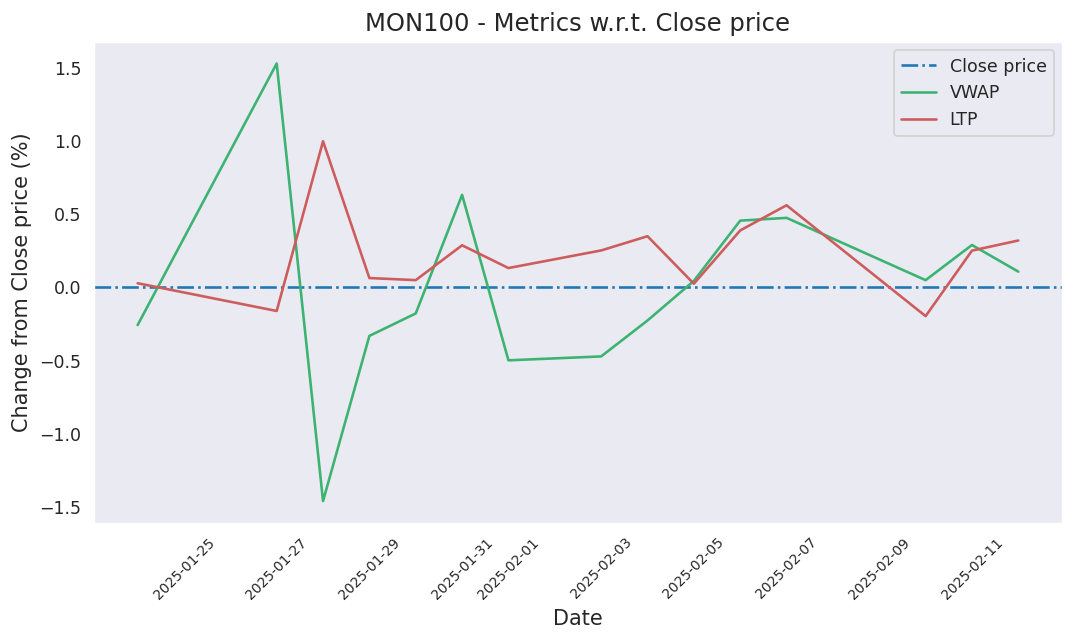 MON100 - Metrics w.r.t. Close price
Close price
VWAP
LTP
Change from Close price (%)
1.5
1.0
0.5
0.0
−0.5
−1.0
−1.5
2025-01-25
2025-01-27
2025-01-29
2025-01-31
2025-02-01
2025-02-03
2025-02-05
2025-02-07
2025-02-09
2025-02-11
Date